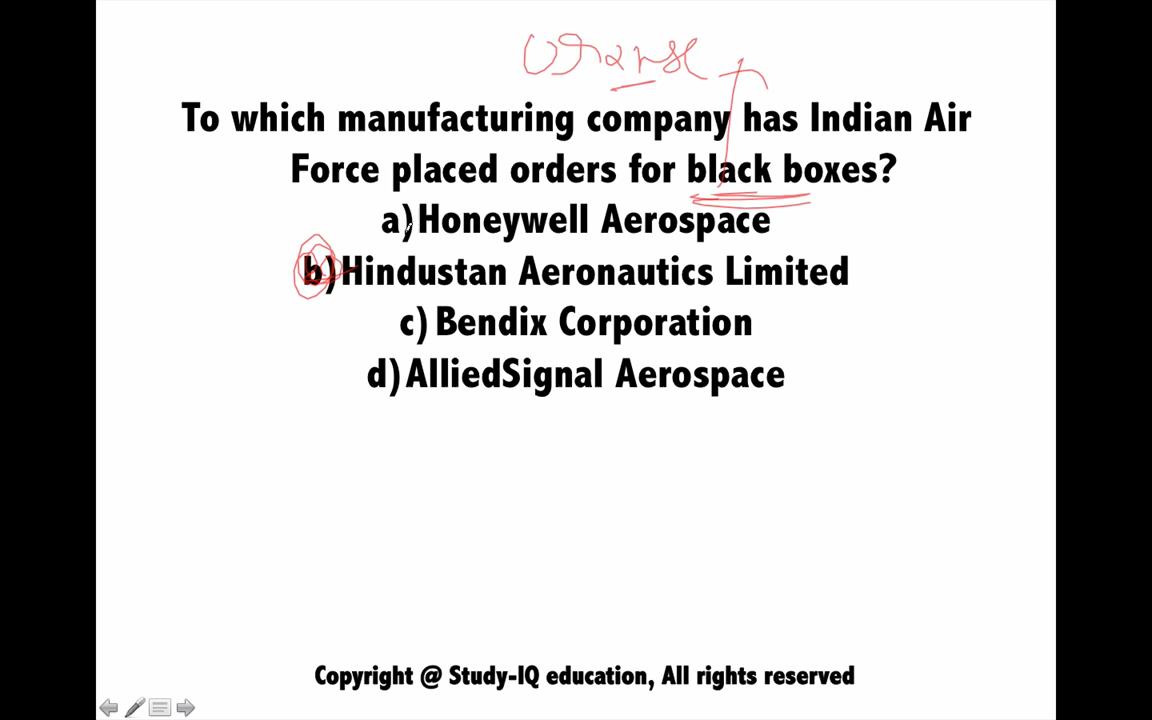 orange
To which manufacturing company has Indian Air
Force placed orders for black boxes?
a) Honeywell Aerospace
b) Hindustan Aeronautics Limited
c) Bendix Corporation
d) AlliedSignal Aerospace
Copyright @ Study-IQ education, All rights reserved